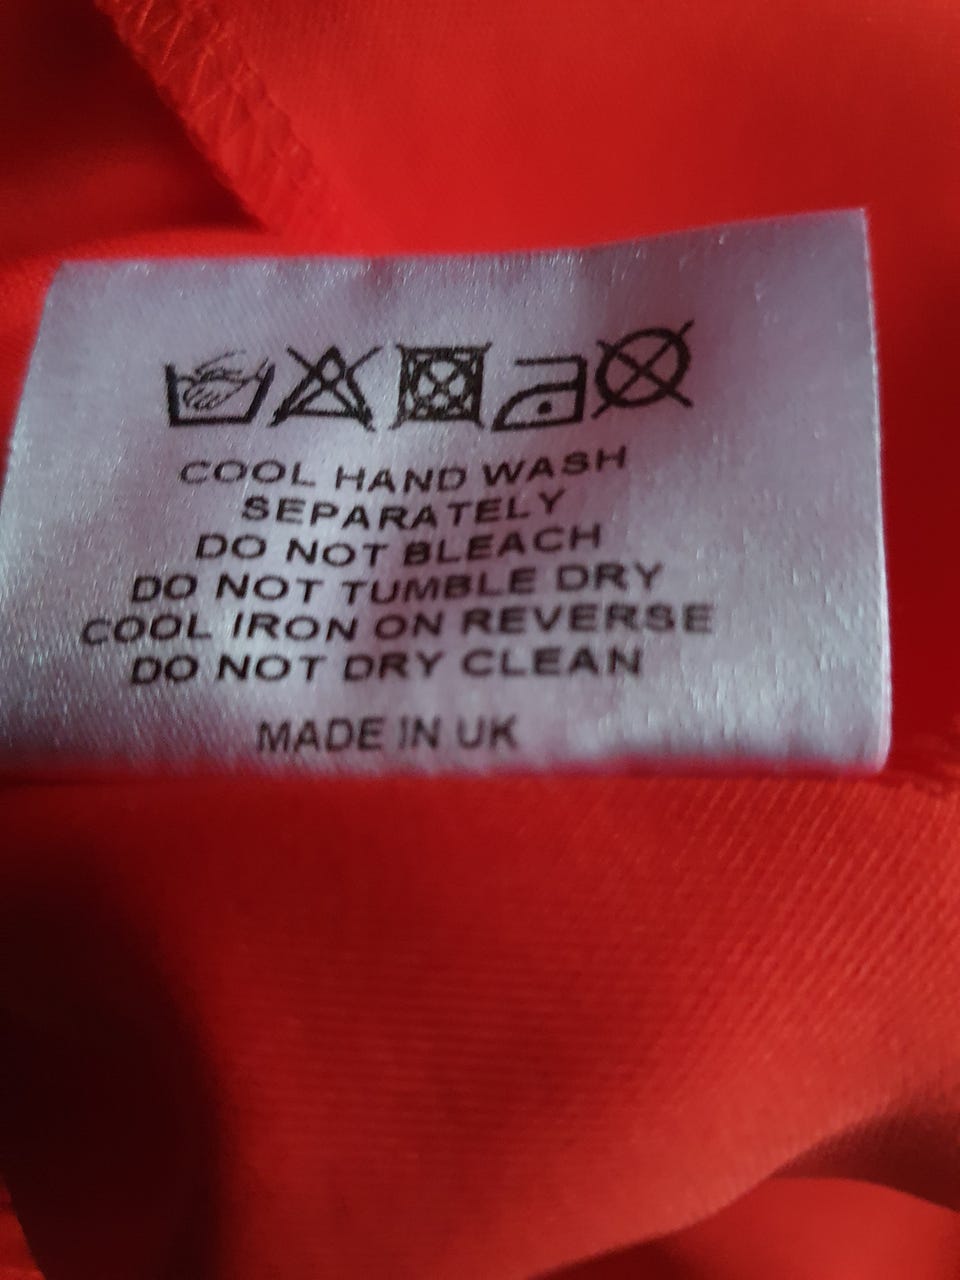 COOL HAND WASH
SEPARATELY
DO NOT BLEACH
DO NOT TUMBLE DRY
COOL IRON ON REVERSE
DO NOT DRY CLEAN
MADE IN UK